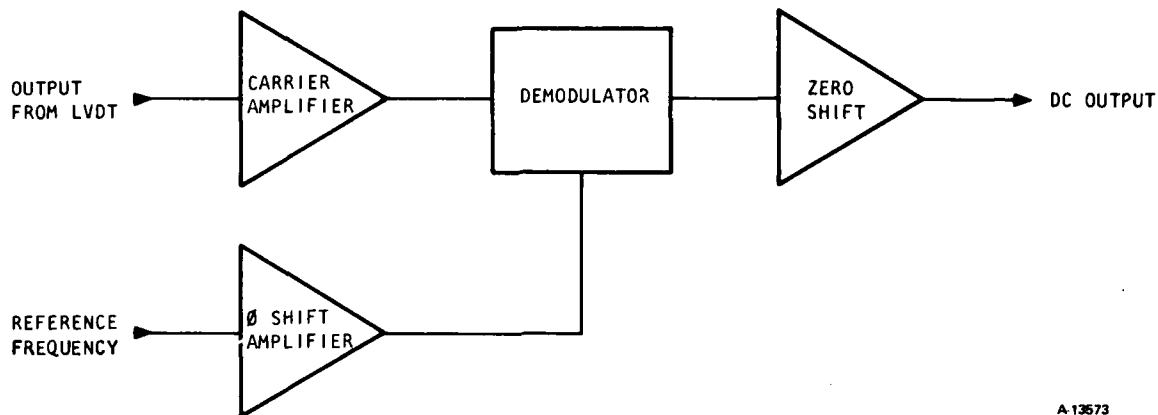 OUTPUT
FROM LVDT
CARRIER
AMPLIFIER
DEMODULATOR
ZERO
SHIFT
DC OUTPUT
REFERENCE
FREQUENCY
Ø SHIFT
AMPLIFIER
A-13573